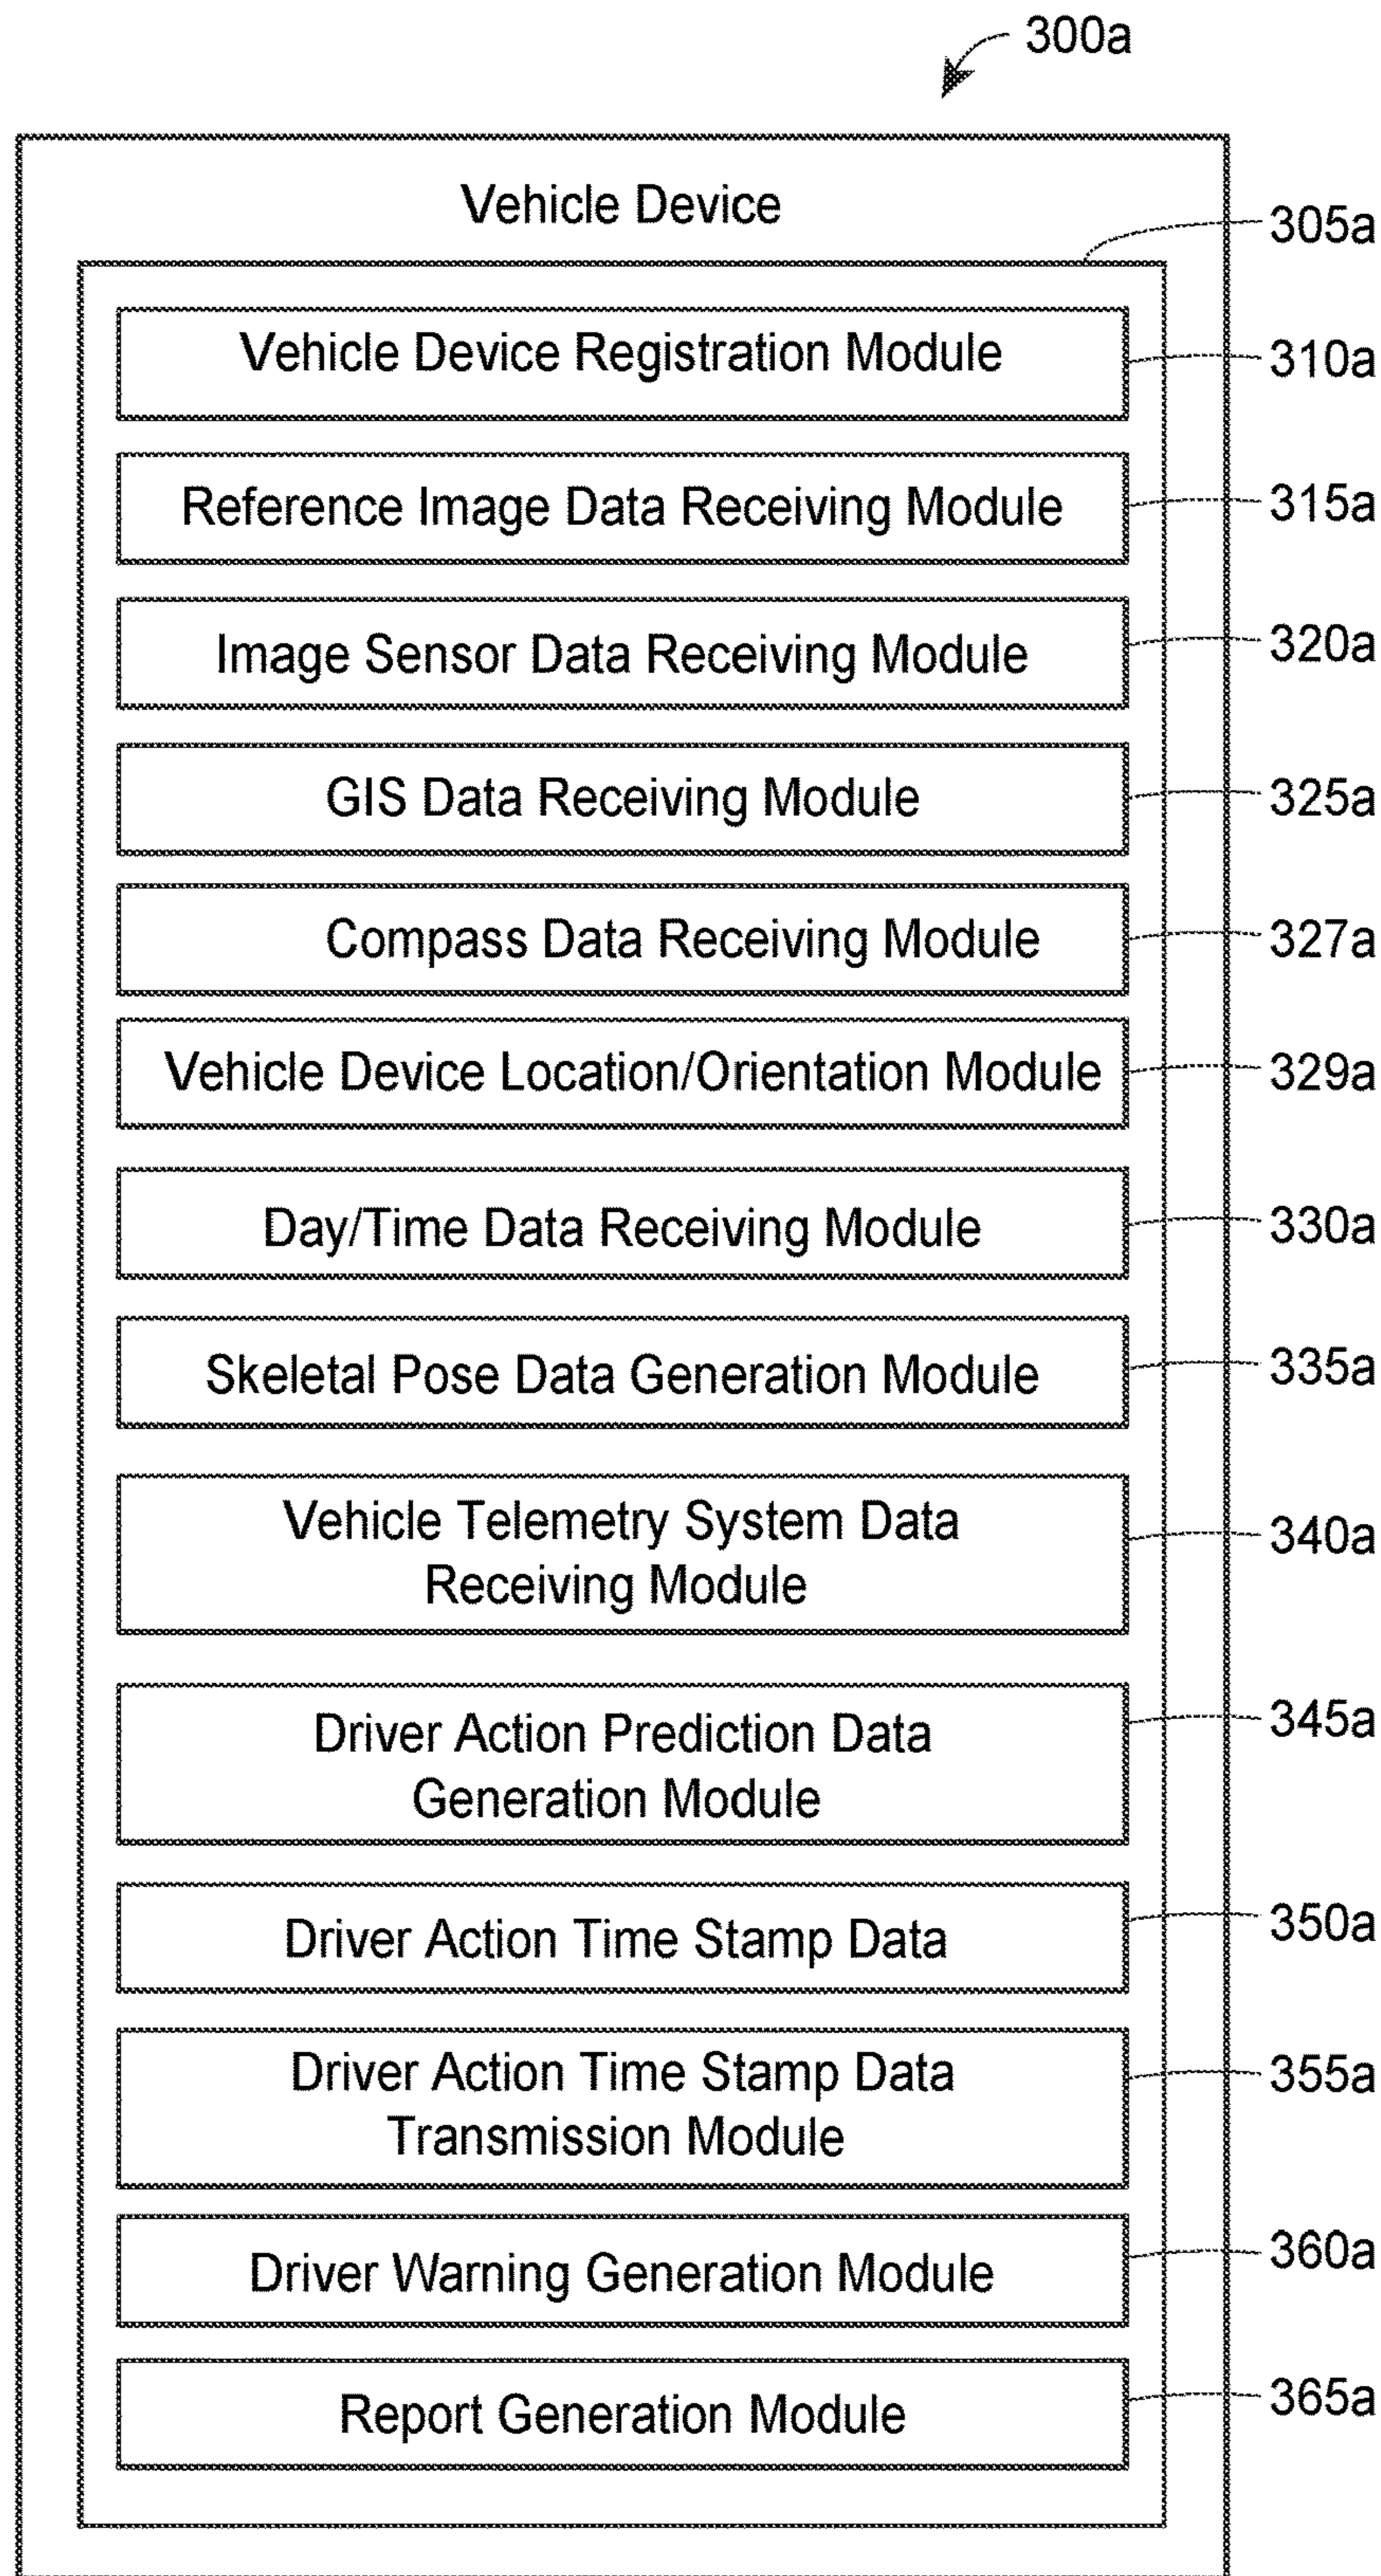 300a
Vehicle Device
305a
Vehicle Device Registration Module
310a
Reference Image Data Receiving Module
315a
Image Sensor Data Receiving Module
320a
GIS Data Receiving Module
325a
Compass Data Receiving Module
327a
Vehicle Device Location/Orientation Module
329a
Day/Time Data Receiving Module
330a
Skeletal Pose Data Generation Module
335a
Vehicle Telemetry System Data
Receiving Module
340a
Driver Action Prediction Data
Generation Module
345a
Driver Action Time Stamp Data
350a
Driver Action Time Stamp Data
Transmission Module
355a
Driver Warning Generation Module
360a
Report Generation Module
365a